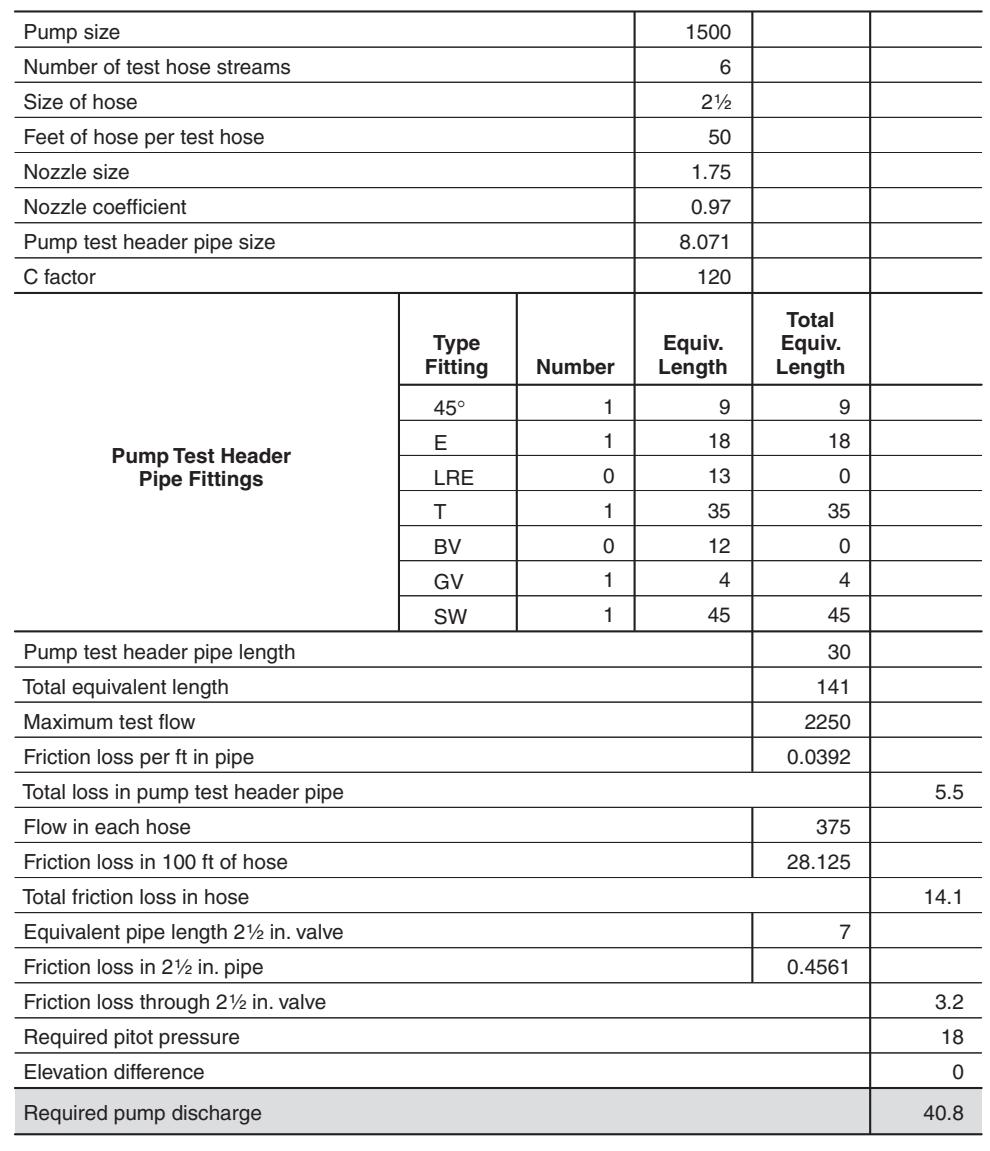 Pump size 1500
Number of test hose streams 6
Size of hose 2½
Feet of hose per test hose 50
Nozzle size 1.75
Nozzle coefficient 0.97
Pump test header pipe size 8.071
C factor 120
Pump Test Header
Pipe Fittings
Type
Fitting
Number
Equiv.
Length
Total
Equiv.
Length
45° 1 9 9
E 1 18 18
LRE 0 13 0
T 1 35 35
BV 0 12 0
GV 1 4 4
SW 1 45 45
Pump test header pipe length 30
Total equivalent length 141
Maximum test flow 2250
Friction loss per ft in pipe 0.0392
Total loss in pump test header pipe 5.5
Flow in each hose 375
Friction loss in 100 ft of hose 28.125
Total friction loss in hose 14.1
Equivalent pipe length 2½ in. valve 7
Friction loss in 2½ in. pipe 0.4561
Friction loss through 2½ in. valve 3.2
Required pitot pressure 18
Elevation difference 0
Required pump discharge 40.8